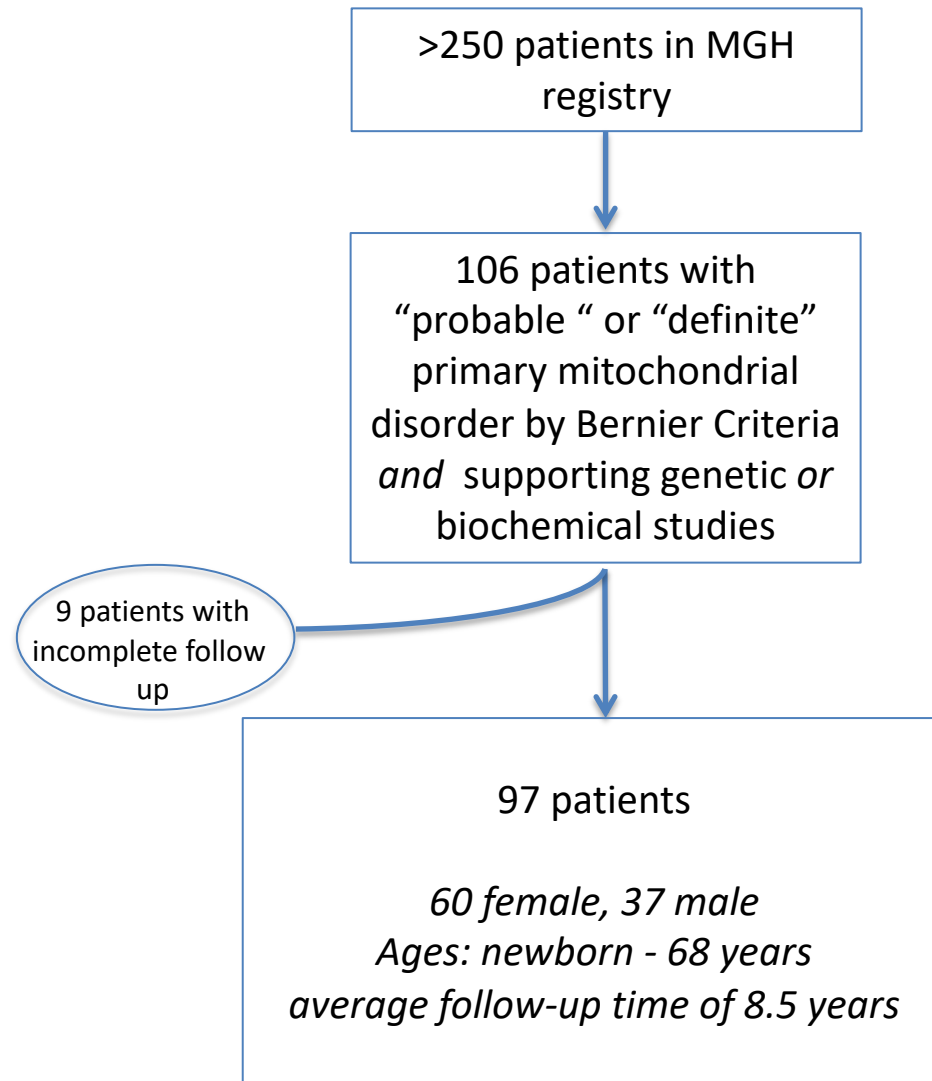 >250 patients in MGH
registry
106 patients with
“probable “ or “definite”
primary mitochondrial
disorder by Bernier Criteria
and supporting genetic or
biochemical studies
9 patients with
incomplete follow
up
97 patients
60 female, 37 male
Ages: newborn - 68 years
average follow-up time of 8.5 years